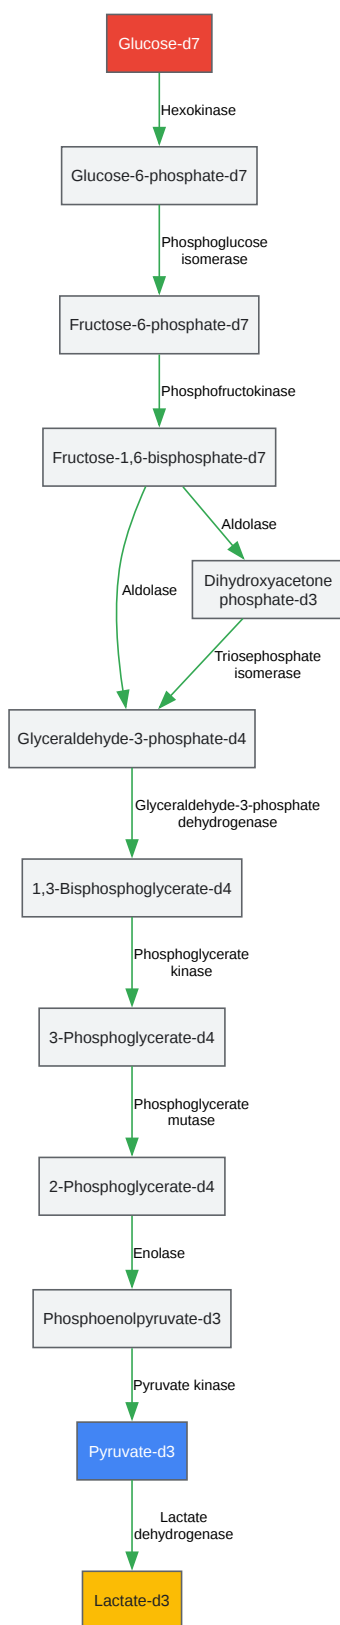 Glucose-d7
Hexokinase
Glucose-6-phosphate-d7
Phosphoglucose
isomerase
Fructose-6-phosphate-d7
Phosphofructokinase
Fructose-1,6-bisphosphate-d7
Aldolase
Dihydroxyacetone
phosphate-d3
Aldolase
Triosephosphate
isomerase
Glyceraldehyde-3-phosphate-d4
Glyceraldehyde-3-phosphate
dehydrogenase
1,3-Bisphosphoglycerate-d4
Phosphoglycerate
kinase
3-Phosphoglycerate-d4
Phosphoglycerate
mutase
2-Phosphoglycerate-d4
Enolase
Phosphoenolpyruvate-d3
Pyruvate kinase
Pyruvate-d3
Lactate
dehydrogenase
Lactate-d3